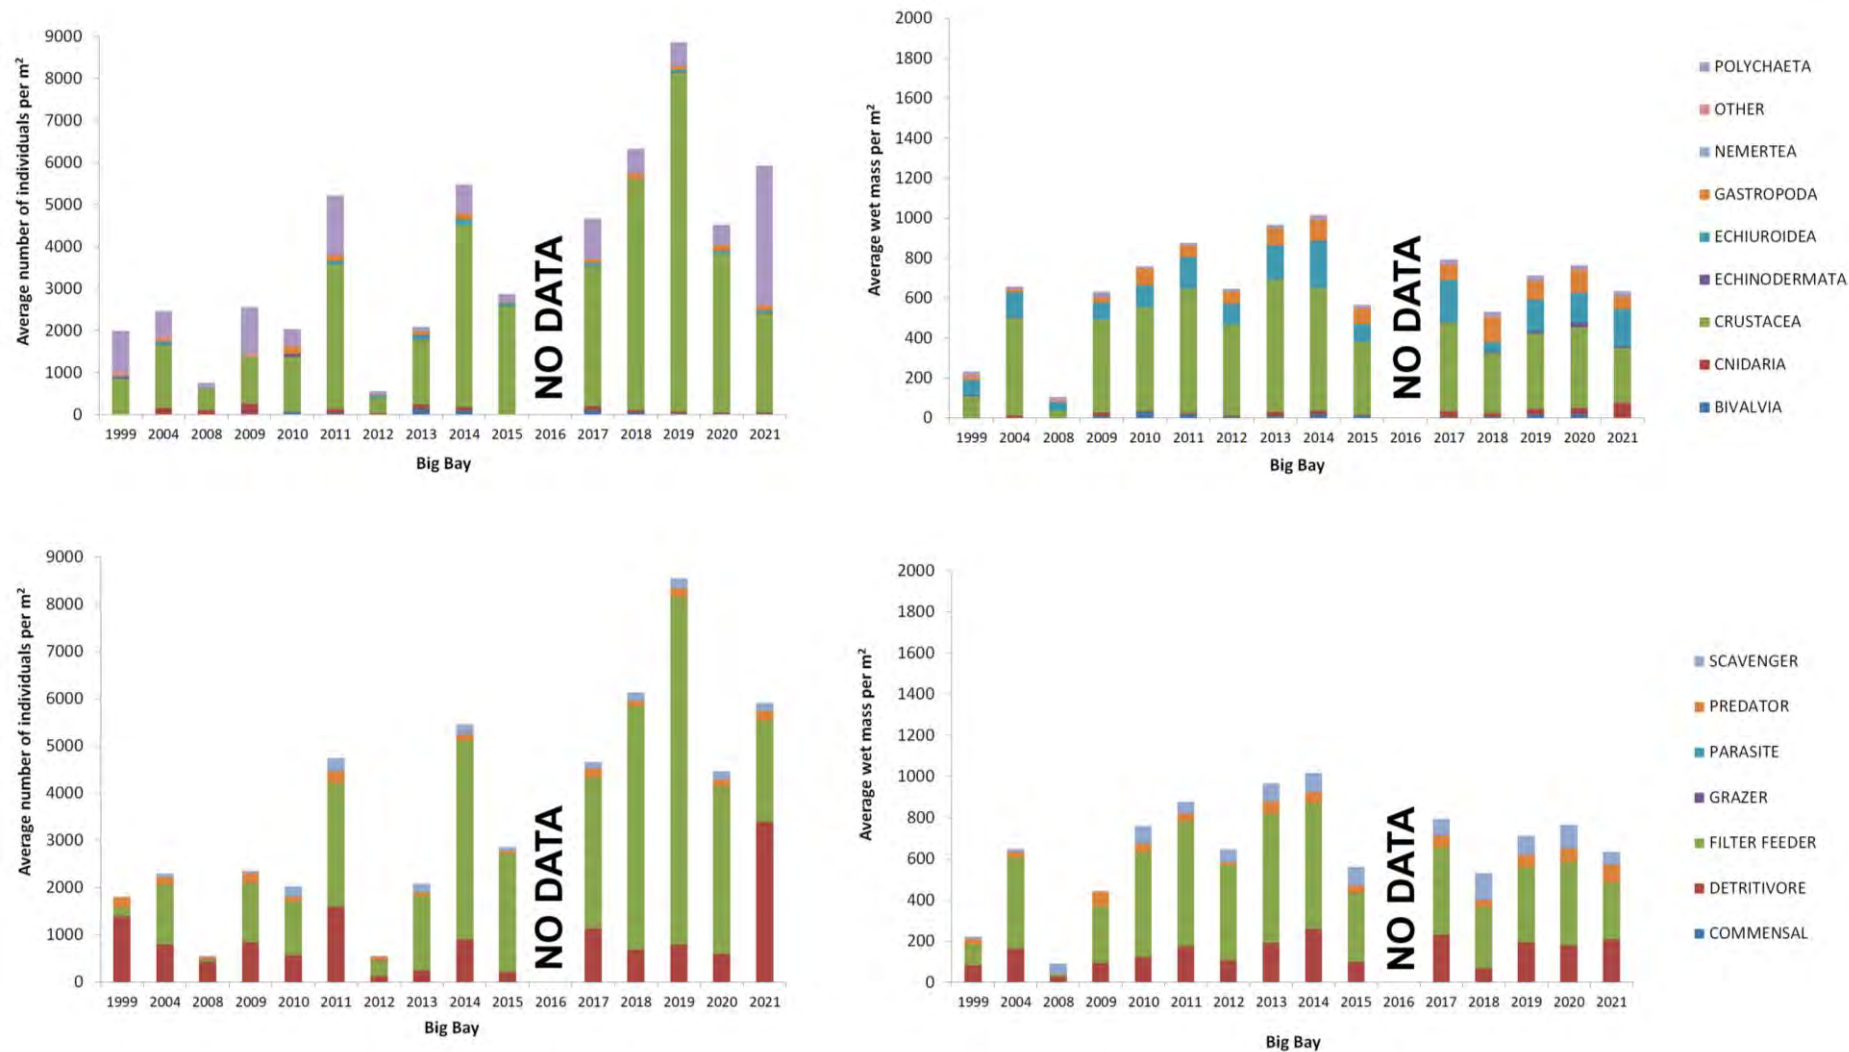 Average number of individuals per m²
9000
8000
7000
6000
5000
4000
3000
2000
1000
0
1999 2004 2008 2009 2010 2011 2012 2013 2014 2015 2016 2017 2018 2019 2020 2021
NO DATA
Big Bay
Average wet mass per m²
2000
1800
1600
1400
1200
1000
800
600
400
200
0
1999 2004 2008 2009 2010 2011 2012 2013 2014 2015 2016 2017 2018 2019 2020 2021
NO DATA
Big Bay
POLYCHAETA
OTHER
NEMERTEA
GASTROPODA
ECHIUROIDEA
ECHINODERMATA
CRUSTACEA
CNIDARIA
BIVALVIA
Average number of individuals per m²
9000
8000
7000
6000
5000
4000
3000
2000
1000
0
1999 2004 2008 2009 2010 2011 2012 2013 2014 2015 2016 2017 2018 2019 2020 2021
NO DATA
Big Bay
Average wet mass per m²
2000
1800
1600
1400
1200
1000
800
600
400
200
0
1999 2004 2008 2009 2010 2011 2012 2013 2014 2015 2016 2017 2018 2019 2020 2021
NO DATA
Big Bay
SCAVENGER
PREDATOR
PARASITE
GRAZER
FILTER FEEDER
DETRITIVORE
COMMENSAL